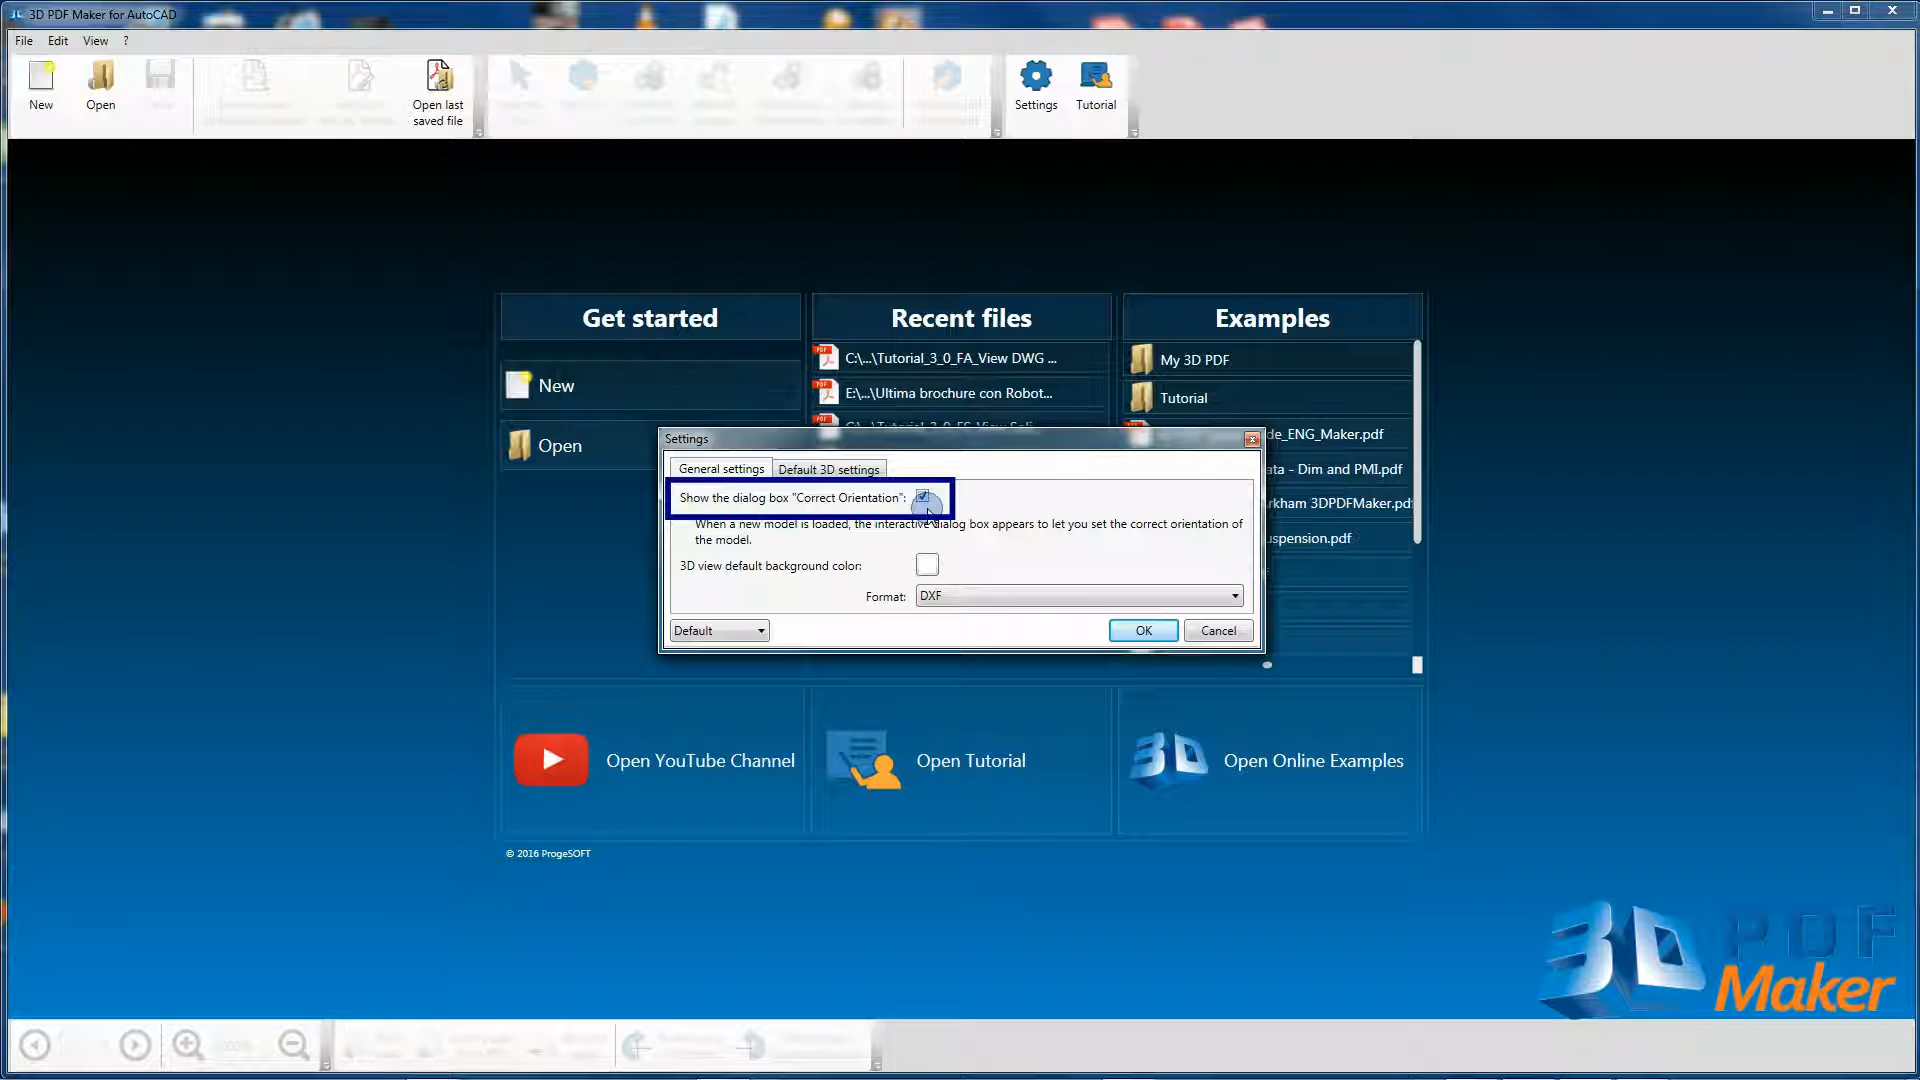 3D PDF Maker for AutoCAD
File Edit View ?
New
Open
Open last
saved file
Settings
Tutorial
Get started
New
Open
Recent files
C:\...\Tutorial_3_0_FA_View DWG ...
E:\...\Ultima brochure con Robot...
Examples
My 3D PDF
Tutorial
de_ENG_Maker.pdf
ata - Dim and PMI.pdf
rkham 3DPDFMaker.pdf
uspension.pdf
Settings
General settings
Default 3D settings
Show the dialog box "Correct Orientation":
When a new model is loaded, the interactive dialog box appears to let you set the correct orientation of
the model.
3D view default background color:
Format: DXF
Default
OK
Cancel
Open YouTube Channel
Open Tutorial
3D
Open Online Examples
© 2016 ProgeSOFT
3D PDF
Maker